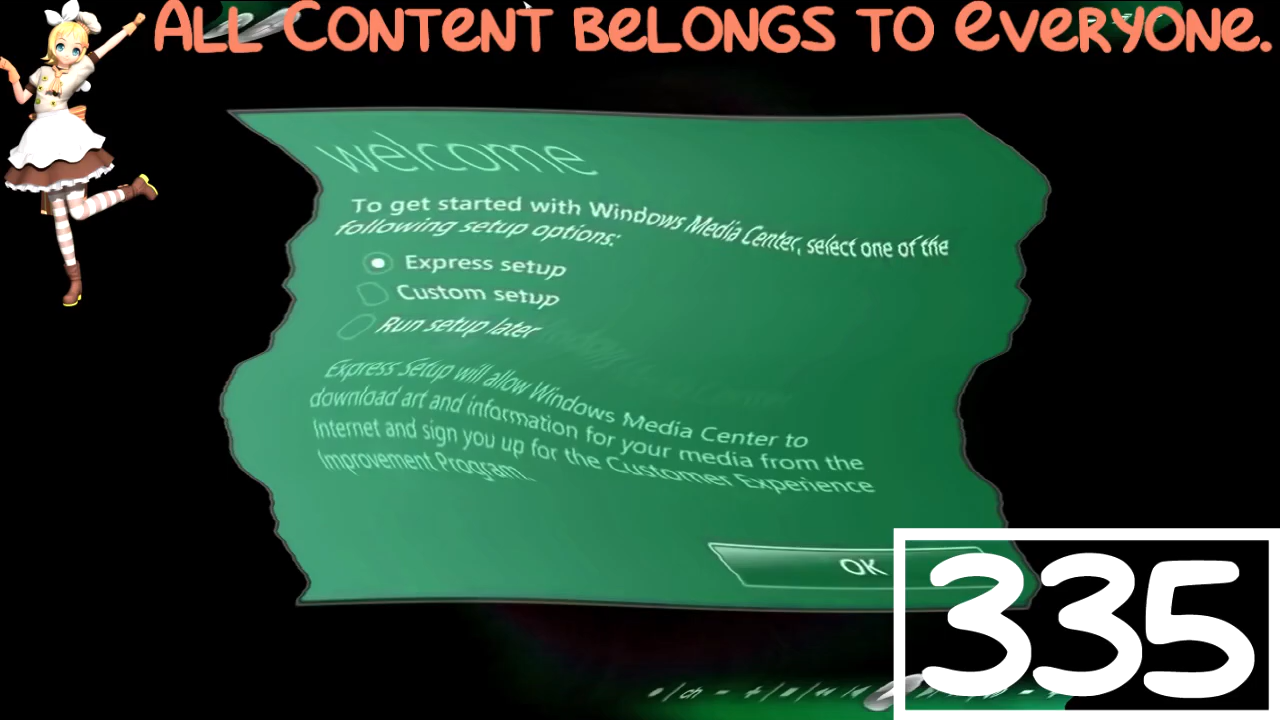 ALL CONTENT BELONGS TO EVERYONE.
welcome
To get started with Windows Media Center, select one of the
following setup options:
Express setup
Custom setup
Run setup later
Express Setup will allow Windows Media Center to
download art and information for your media from the
Internet and sign you up for the Customer Experience
Improvement Program.
OK
335